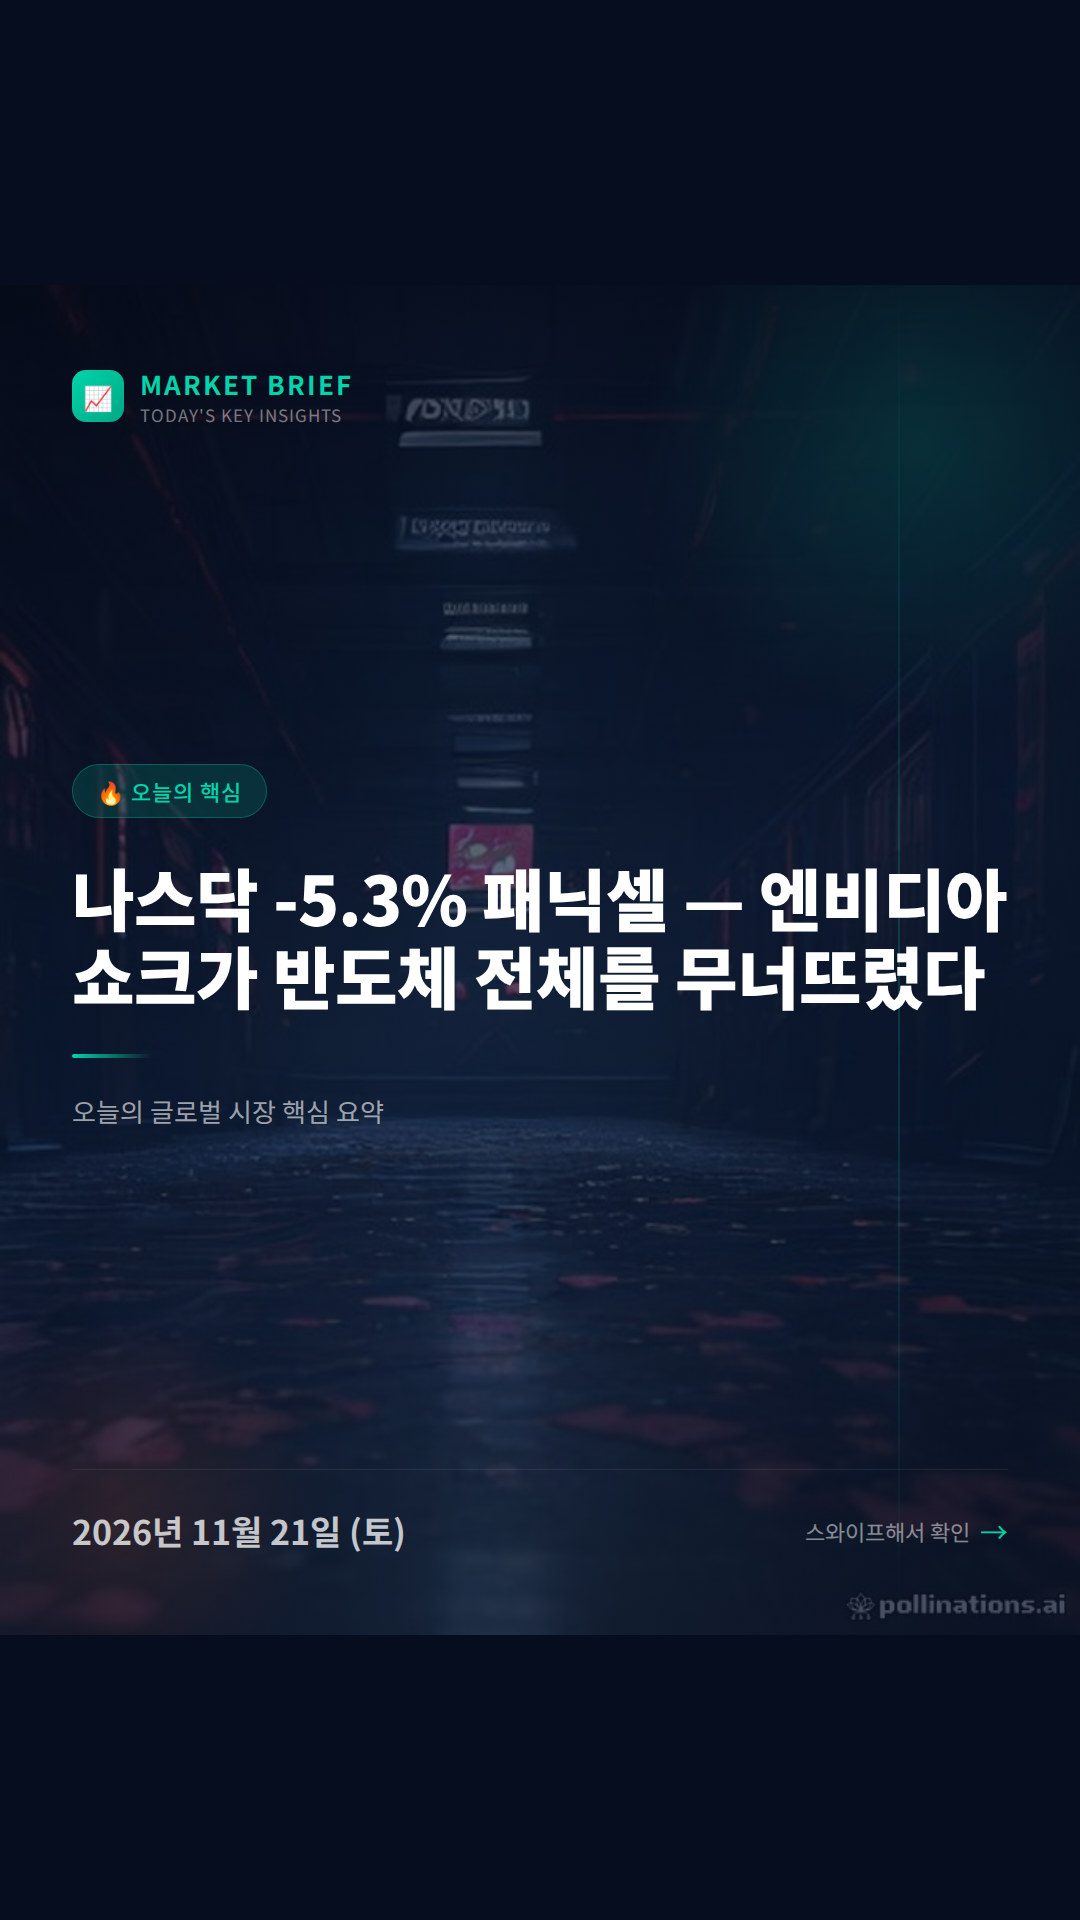 MARKET BRIEF
TODAY'S KEY INSIGHTS
🔥 오늘의 핵심
나스닥 -5.3% 패닉셀 — 엔비디아
쇼크가 반도체 전체를 무너뜨렸다
오늘의 글로벌 시장 핵심 요약
2026년 11월 21일 (토)
스와이프해서 확인 →
pollinations.ai